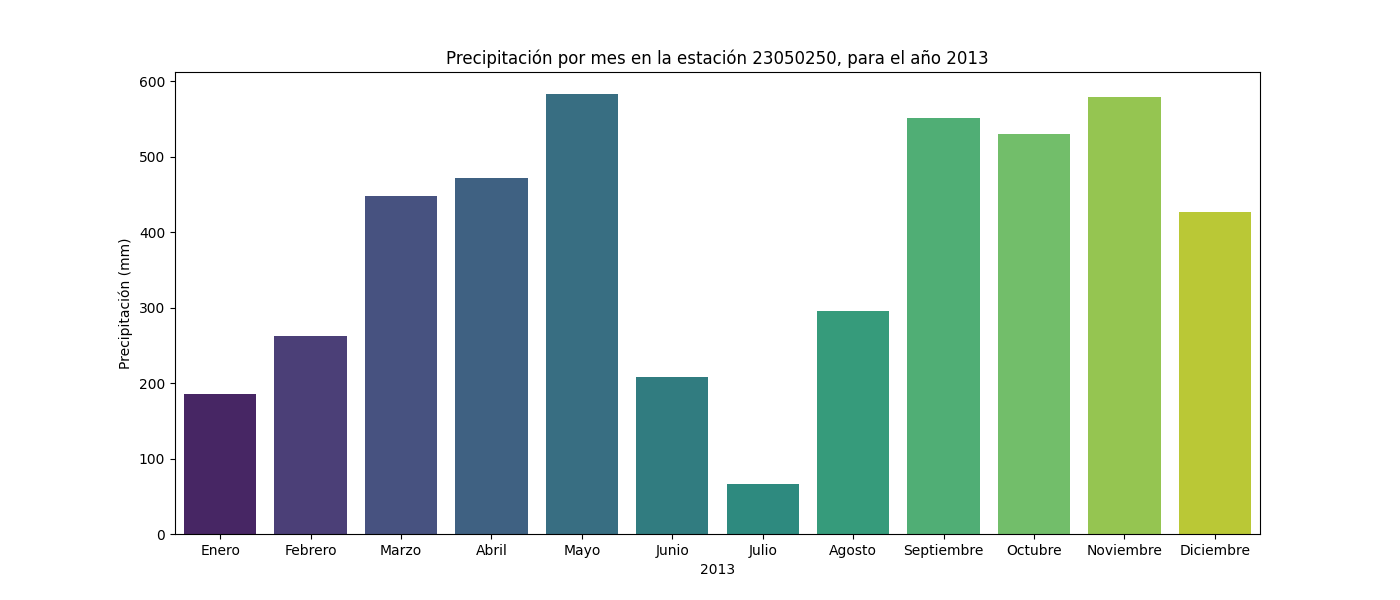 Precipitación por mes en la estación 23050250, para el año 2013
Precipitación (mm)
600
500
400
300
200
100
0
Enero Febrero Marzo Abril Mayo Junio Julio Agosto Septiembre Octubre Noviembre Diciembre
2013